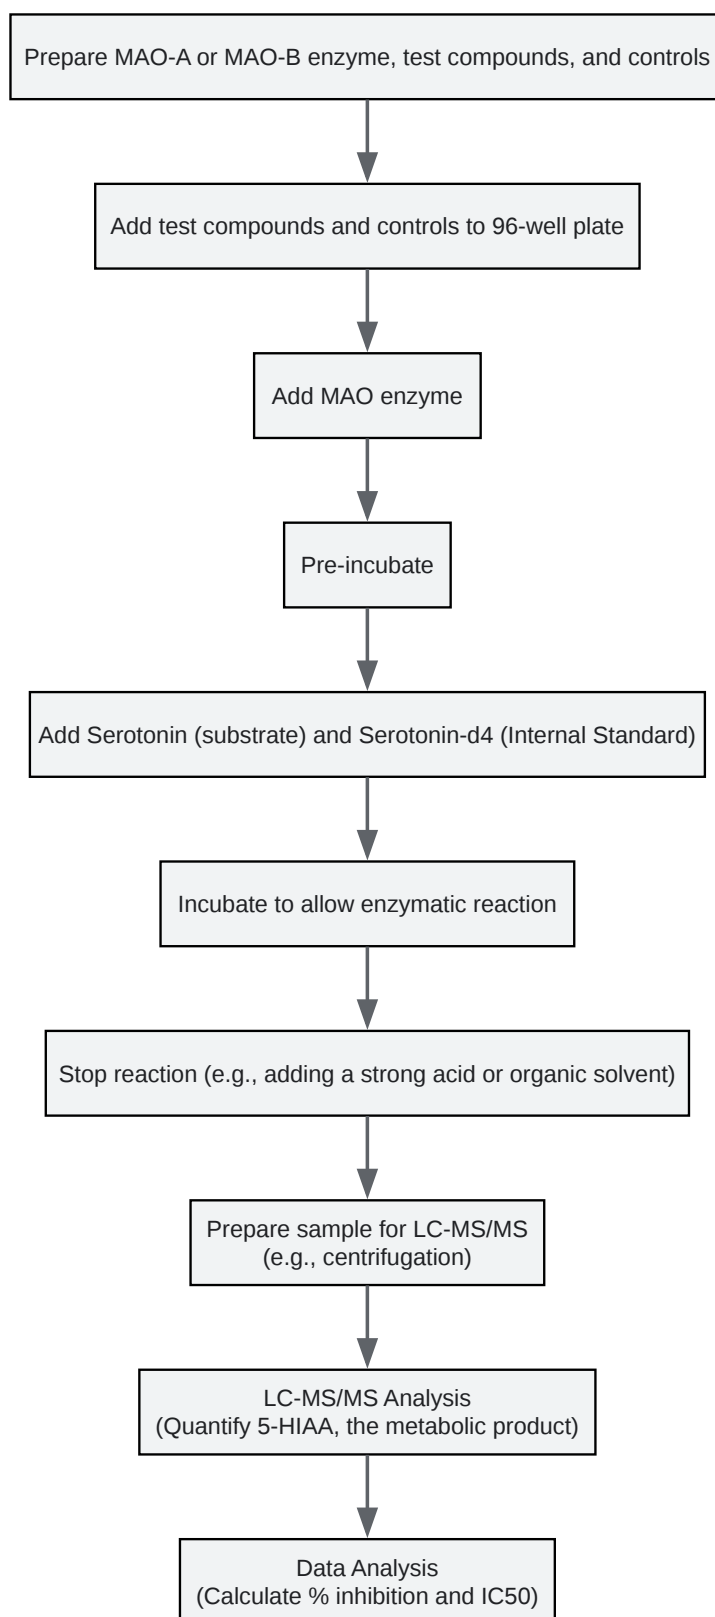 Prepare MAO-A or MAO-B enzyme, test compounds, and controls
Add test compounds and controls to 96-well plate
Add MAO enzyme
Pre-incubate
Add Serotonin (substrate) and Serotonin-d4 (Internal Standard)
Incubate to allow enzymatic reaction
Stop reaction (e.g., adding a strong acid or organic solvent)
Prepare sample for LC-MS/MS
(e.g., centrifugation)
LC-MS/MS Analysis
(Quantify 5-HIAA, the metabolic product)
Data Analysis
(Calculate % inhibition and IC50)